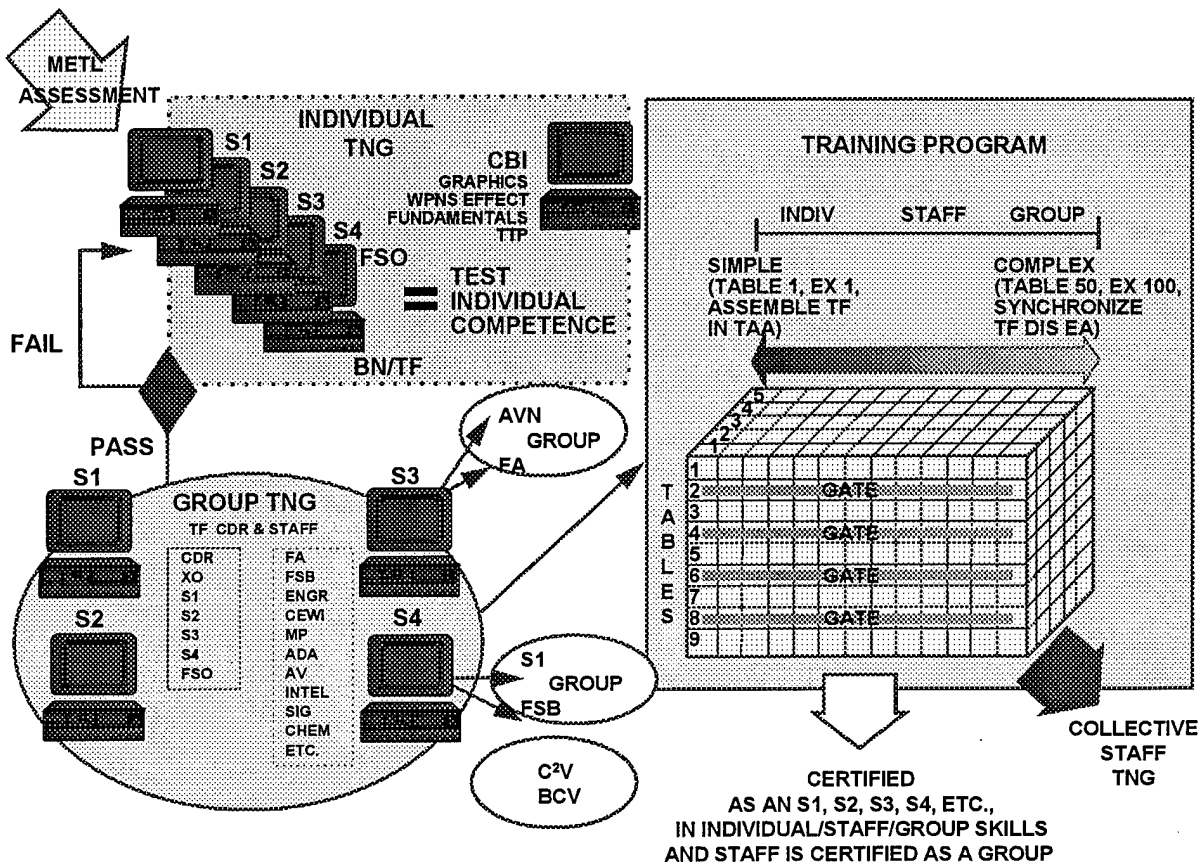 METL
ASSESSMENT
INDIVIDUAL
TNG
S1
S2
S3
S4
FSO
CBI
GRAPHICS
WPNS EFFECT
FUNDAMENTALS
TTP
= TEST
INDIVIDUAL
COMPETENCE
BN/TF
FAIL
PASS
GROUP TNG
TF CDR & STAFF
S1
S2
S3
S4
CDR
XO
S1
S2
S3
S4
FSO
FA
FSB
ENGR
CEWI
MP
ADA
AV
INTEL
SIG
CHEM
ETC.
AVN
GROUP
FA
S1
GROUP
FSB
C²V
BCV
TRAINING PROGRAM
INDIV STAFF GROUP
SIMPLE
(TABLE 1, EX 1,
ASSEMBLE TF
IN TAA)
COMPLEX
(TABLE 50, EX 100,
SYNCHRONIZE
TF DIS EA)
5
4
3
2
1
TABLES
1
2 GATE
3
4 GATE
5
6 GATE
7
8 GATE
9
COLLECTIVE
STAFF
TNG
CERTIFIED
AS AN S1, S2, S3, S4, ETC.,
IN INDIVIDUAL/STAFF/GROUP SKILLS
AND STAFF IS CERTIFIED AS A GROUP